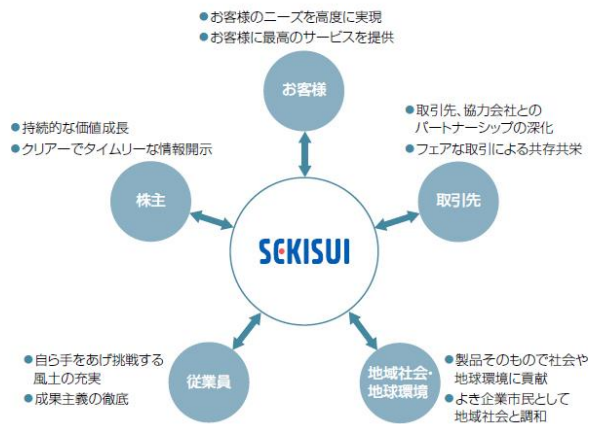 ●お客様のニーズを高度に実現
●お客様に最高のサービスを提供
お客様
●持続的な価値成長
●クリアーでタイムリーな情報開示
株主
●取引先、協力会社との
パートナーシップの深化
●フェアな取引による共存共栄
取引先
SEKISUI
●自ら手をあげ挑戦する
風土の充実
●成果主義の徹底
従業員
地域社会・
地球環境
●製品そのもので社会や
地球環境に貢献
●よき企業市民として
地域社会と調和